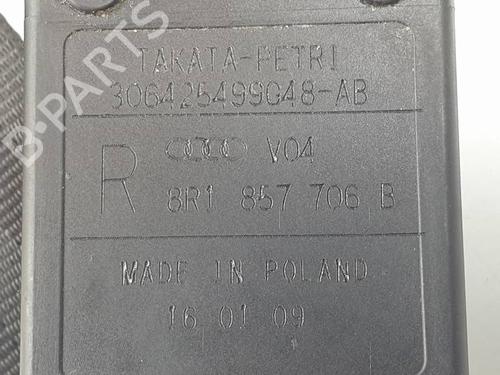 TAKATA-PETRI
306425499048-AB
R V04
8R1 857 706 B
MADE IN POLAND
16 01 09
B-PARTS